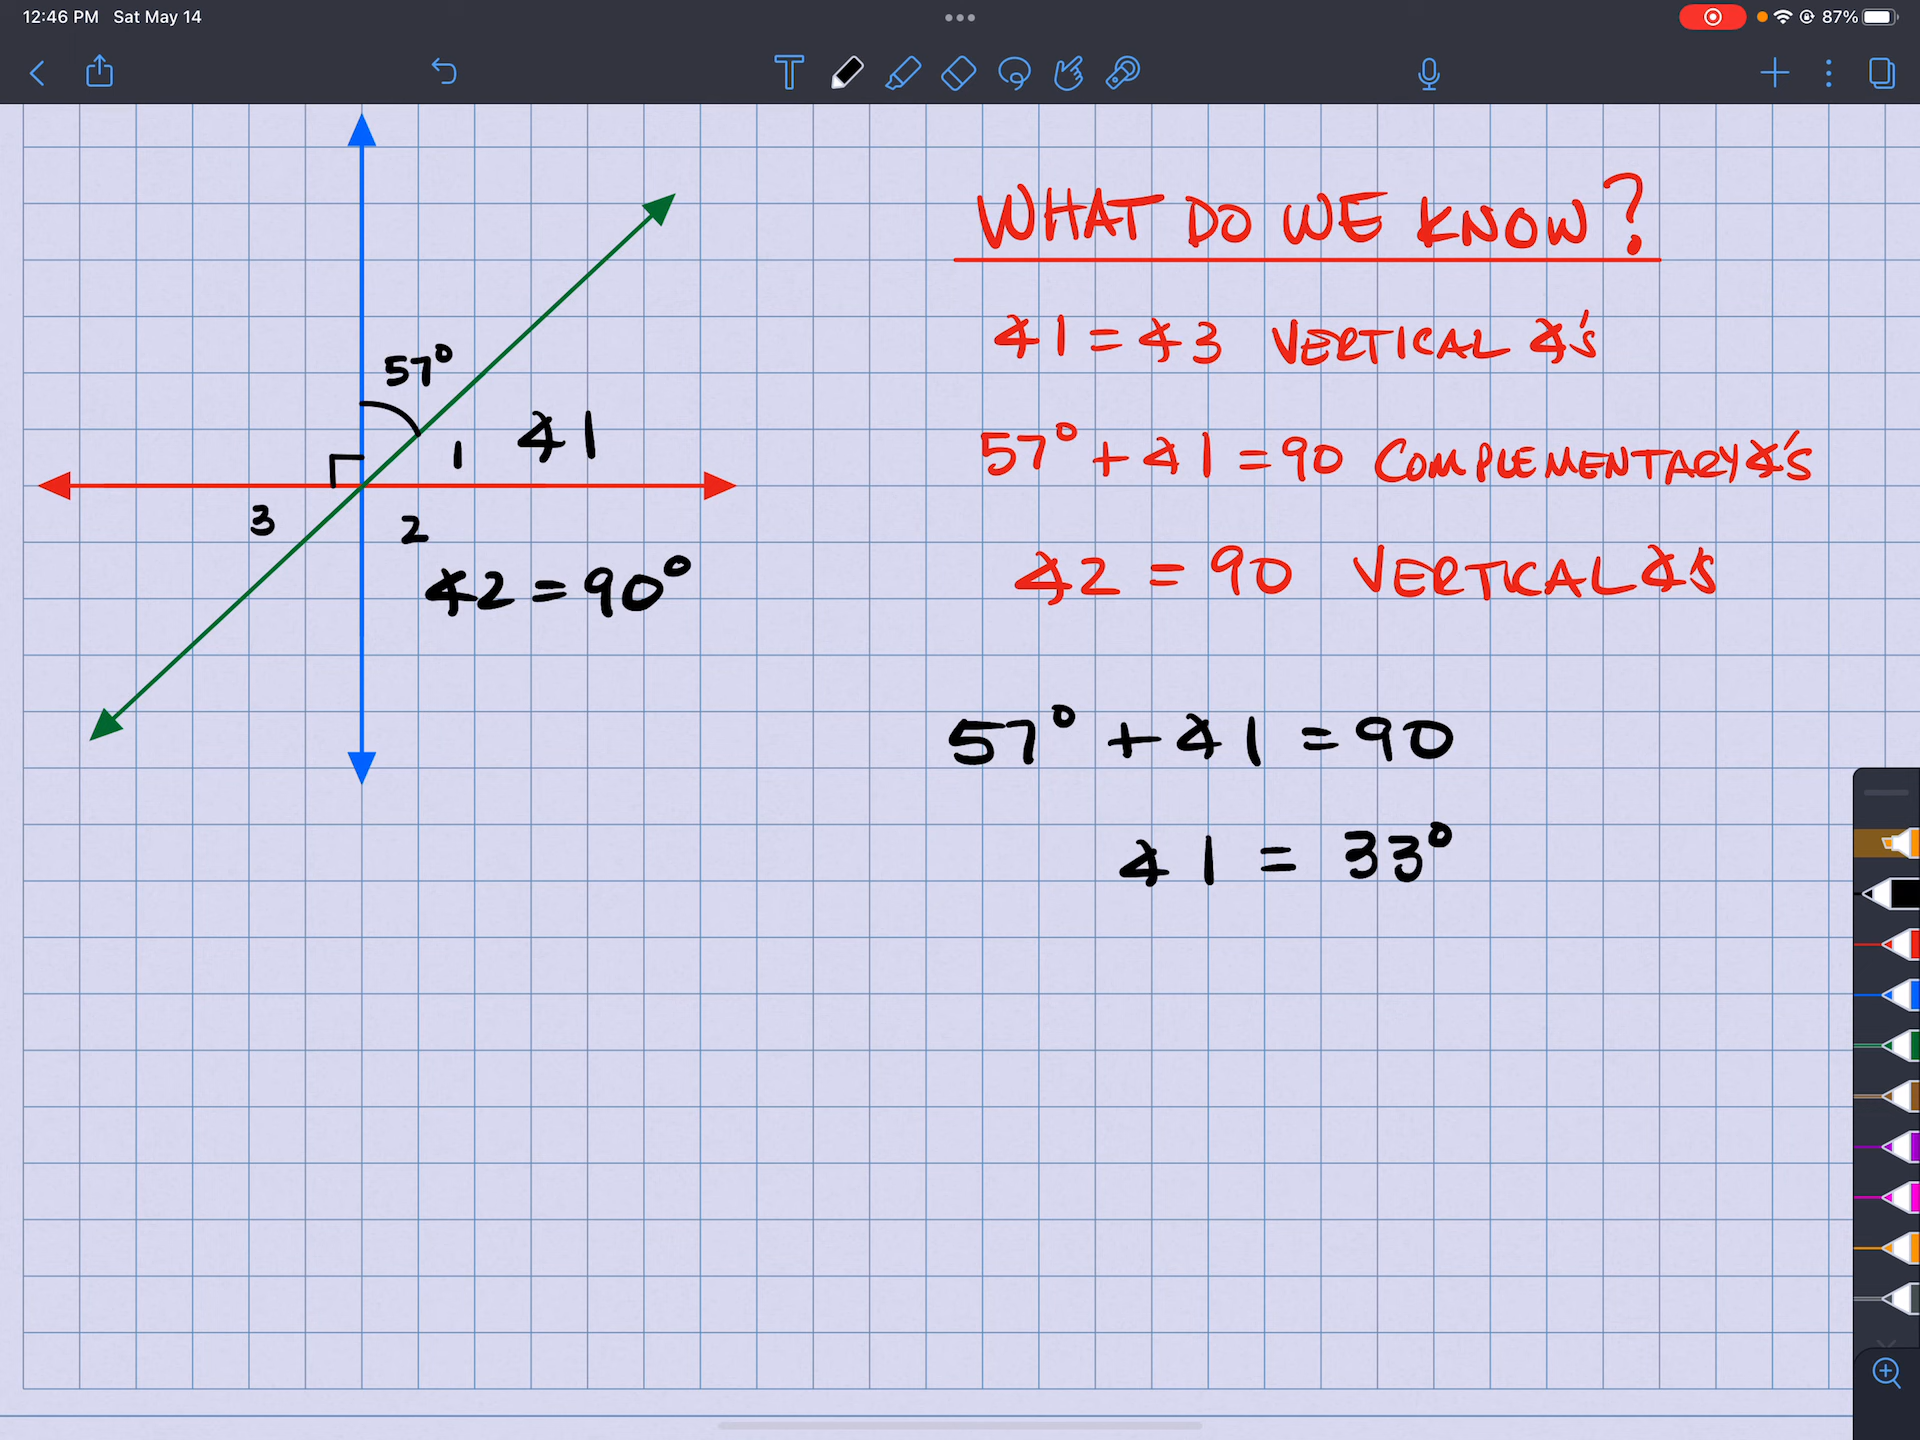 12:46 PM Sat May 14
87%
WHAT DO WE KNOW?
∡1 = ∡3 VERTICAL ∡'s
57° + ∡1 = 90 COMPLEMENTARY ∡'s
∡2 = 90 VERTICAL ∡'s
57°
1 ∡1
3
2
∡2 = 90°
57° + ∡1 = 90
∡1 = 33°